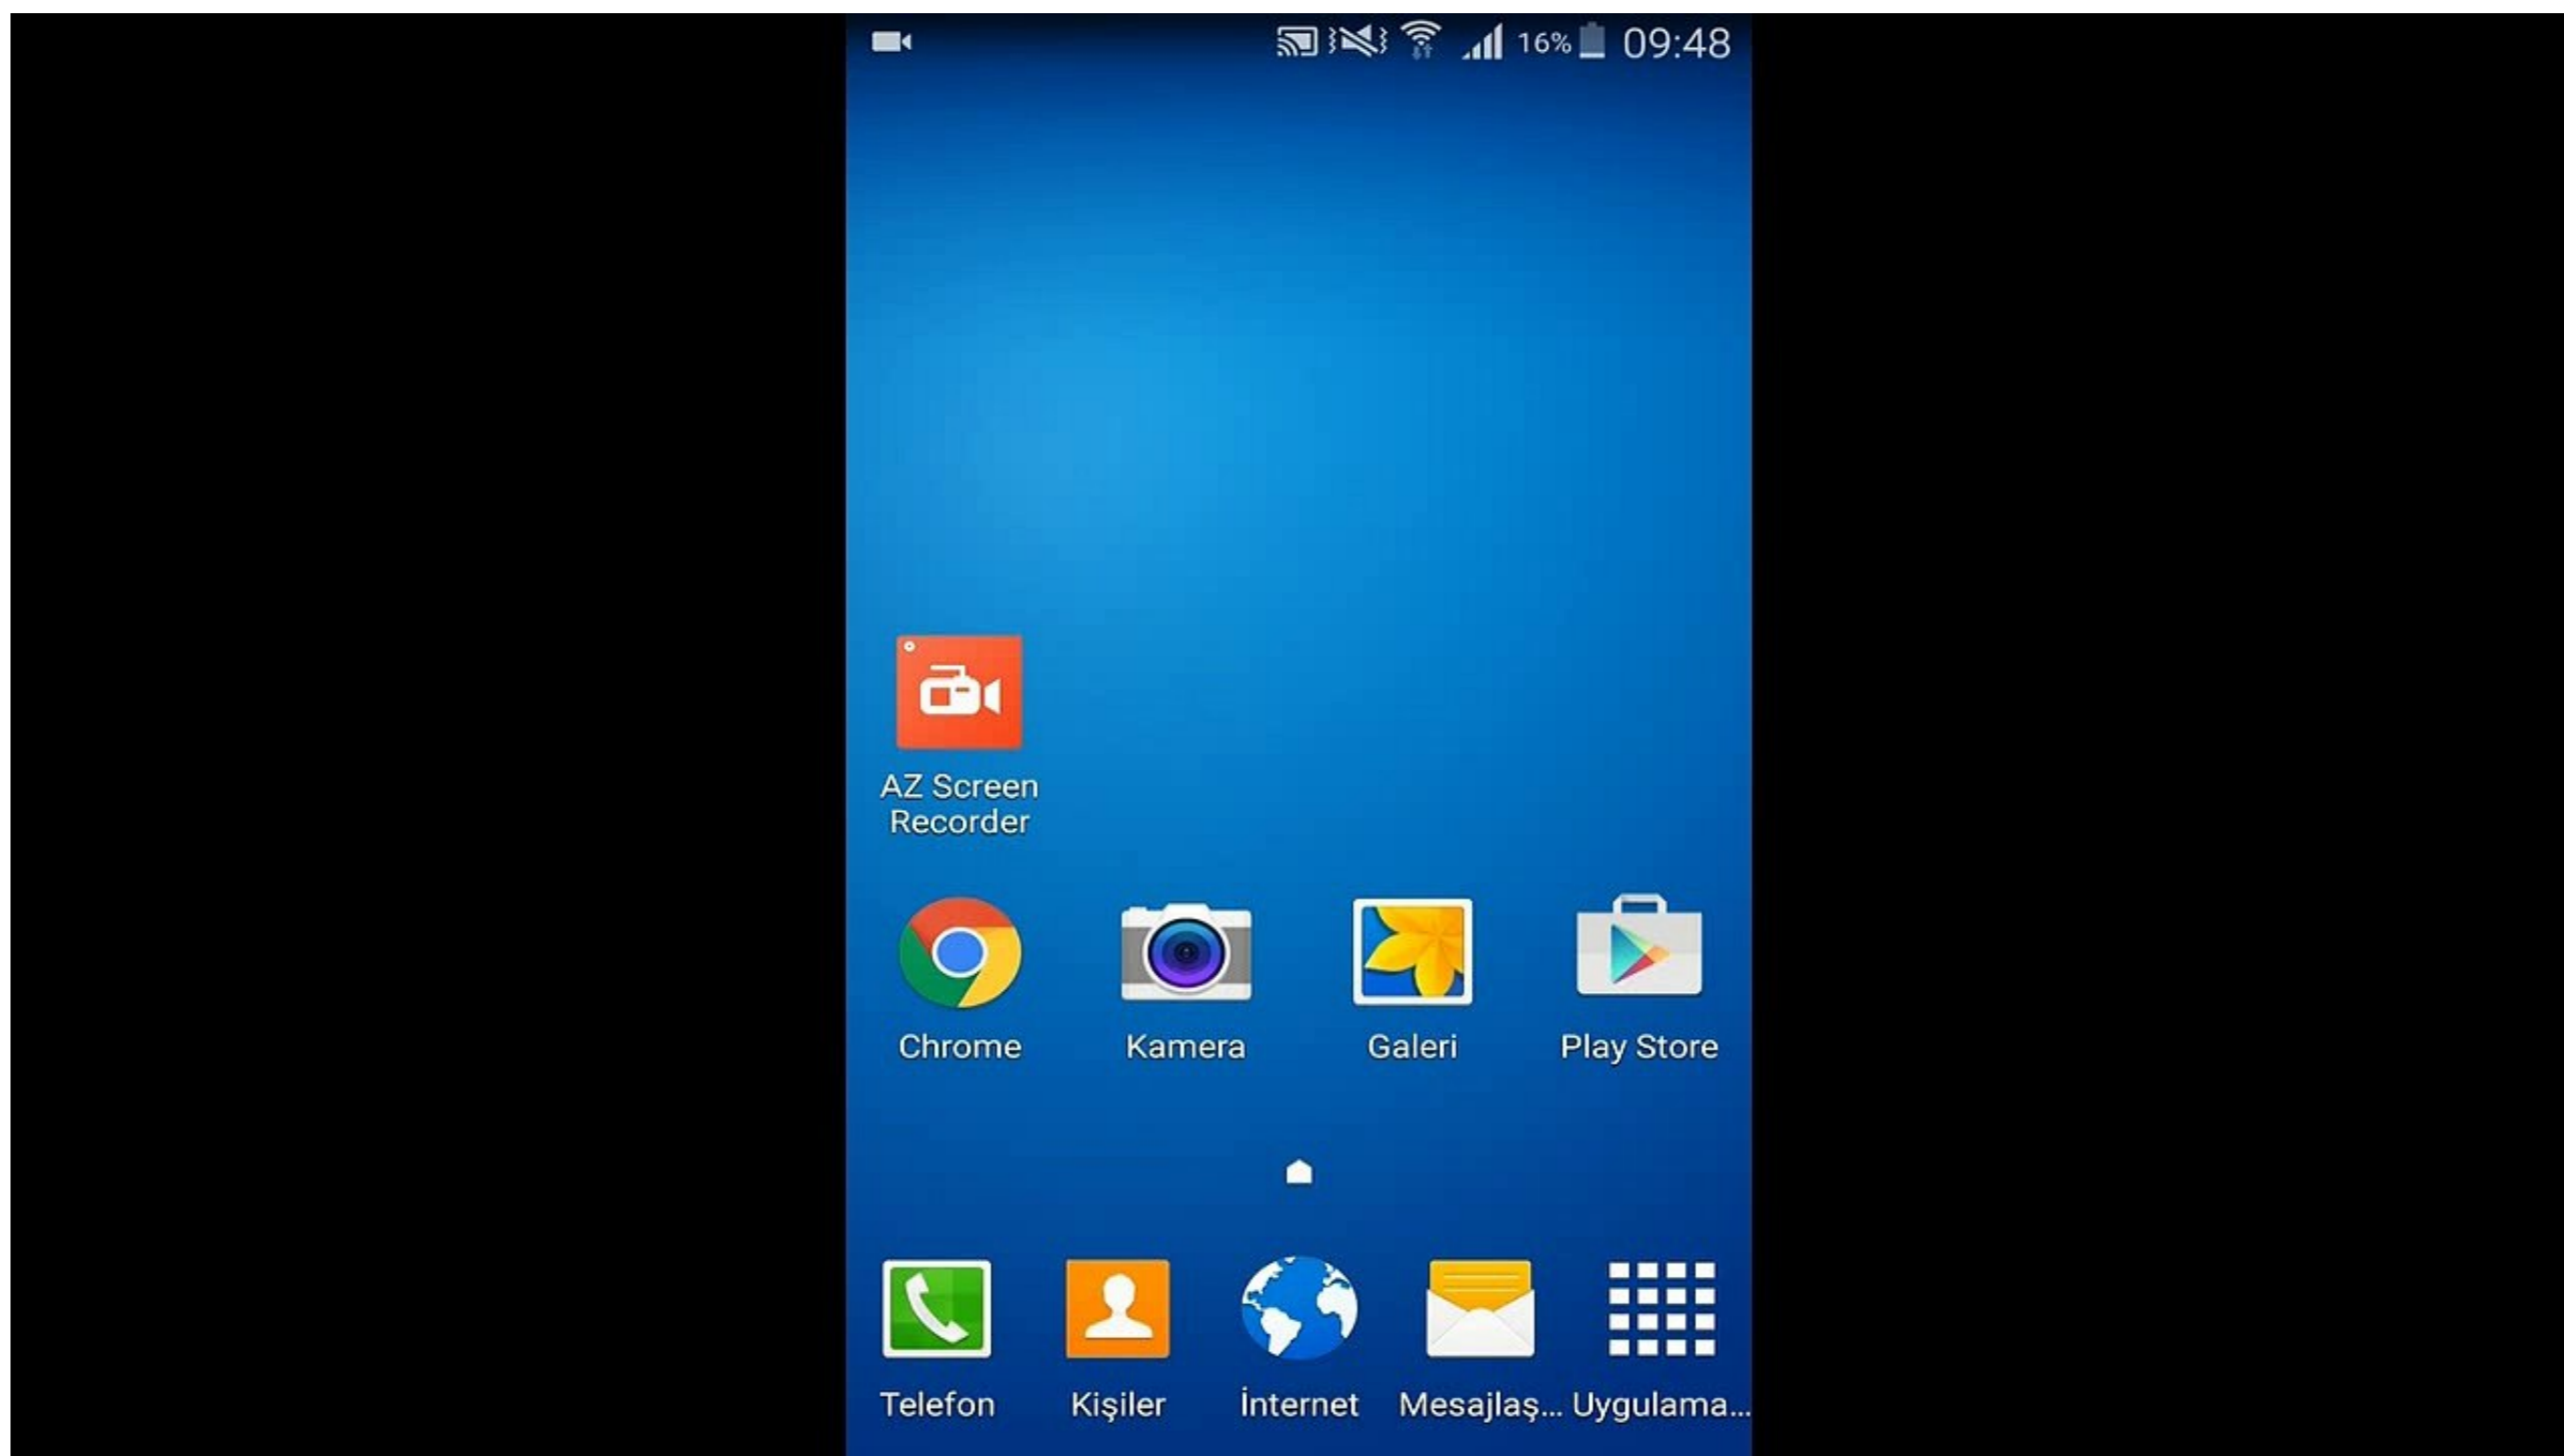 16% 09:48
AZ Screen
Recorder
Chrome Kamera Galeri Play Store
Telefon Kişiler İnternet Mesajlaş... Uygulama...